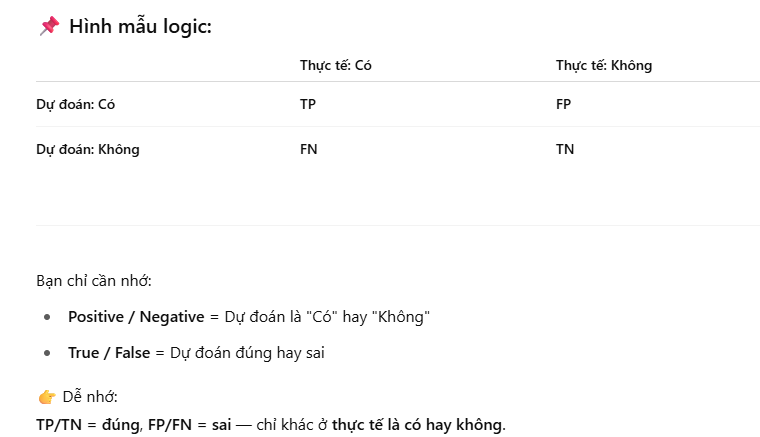 📌 Hình mẫu logic:
Thực tế: Có Thực tế: Không
Dự đoán: Có TP FP
Dự đoán: Không FN TN
Bạn chỉ cần nhớ:
• Positive / Negative = Dự đoán là "Có" hay "Không"
• True / False = Dự đoán đúng hay sai
👉 Dễ nhớ:
TP/TN = đúng, FP/FN = sai — chỉ khác ở thực tế là có hay không.